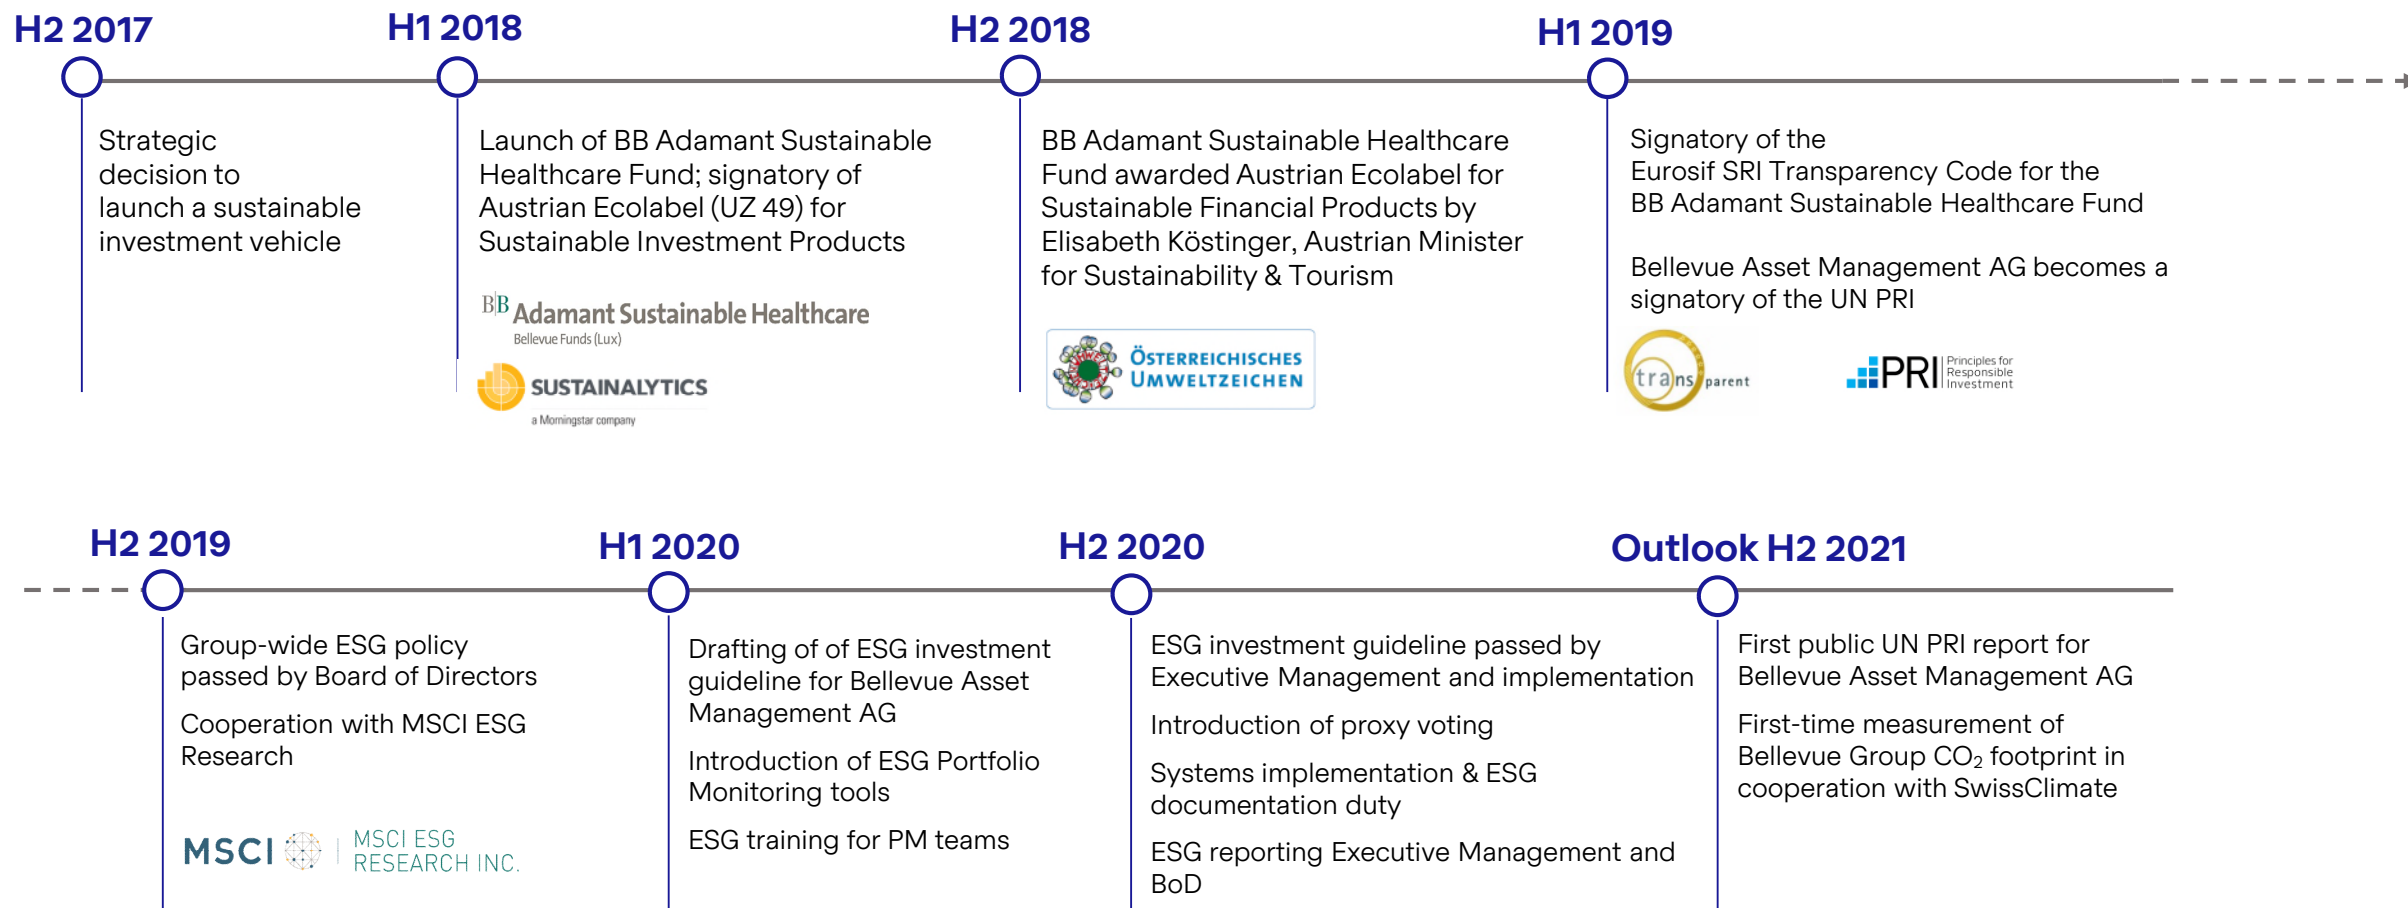 H2 2017
Strategic
decision to
launch a sustainable
investment vehicle
H1 2018
Launch of BB Adamant Sustainable
Healthcare Fund; signatory of
Austrian Ecolabel (UZ 49) for
Sustainable Investment Products
B|B Adamant Sustainable Healthcare
Bellevue Funds (Lux)
SUSTAINALYTICS
a Morningstar company
H2 2018
BB Adamant Sustainable Healthcare
Fund awarded Austrian Ecolabel for
Sustainable Financial Products by
Elisabeth Köstinger, Austrian Minister
for Sustainability & Tourism
ÖSTERREICHISCHES
UMWELTZEICHEN
H1 2019
Signatory of the
Eurosif SRI Transparency Code for the
BB Adamant Sustainable Healthcare Fund
Bellevue Asset Management AG becomes a
signatory of the UN PRI
transparent
PRI
Principles for
Responsible
Investment
H2 2019
Group-wide ESG policy
passed by Board of Directors
Cooperation with MSCI ESG
Research
MSCI
MSCI ESG
RESEARCH INC.
H1 2020
Drafting of of ESG investment
guideline for Bellevue Asset
Management AG
Introduction of ESG Portfolio
Monitoring tools
ESG training for PM teams
H2 2020
ESG investment guideline passed by
Executive Management and implementation
Introduction of proxy voting
Systems implementation & ESG
documentation duty
ESG reporting Executive Management and
BoD
Outlook H2 2021
First public UN PRI report for
Bellevue Asset Management AG
First-time measurement of
Bellevue Group CO₂ footprint in
cooperation with SwissClimate